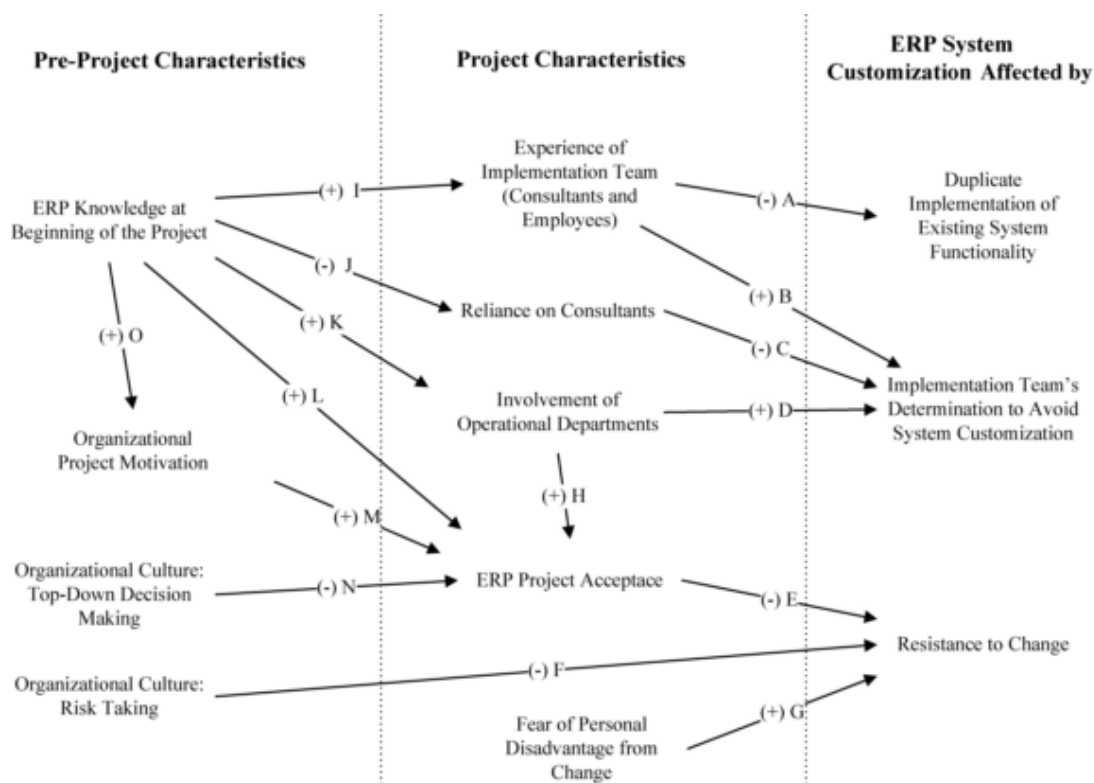 Pre-Project Characteristics
Project Characteristics
ERP System
Customization Affected by
ERP Knowledge at
Beginning of the Project
(+) I
Experience of
Implementation Team
(Consultants and
Employees)
(-) A
Duplicate
Implementation of
Existing System
Functionality
(-) J
(+) B
(+) K
Reliance on Consultants
(-) C
(+) O
(+) L
Involvement of
Operational Departments
(+) D
Implementation Team's
Determination to Avoid
System Customization
Organizational
Project Motivation
(+) M
(+) H
Organizational Culture:
Top-Down Decision
Making
(-) N
ERP Project Acceptace
(-) E
Resistance to Change
Organizational Culture:
Risk Taking
(-) F
Fear of Personal
Disadvantage from
Change
(+) G